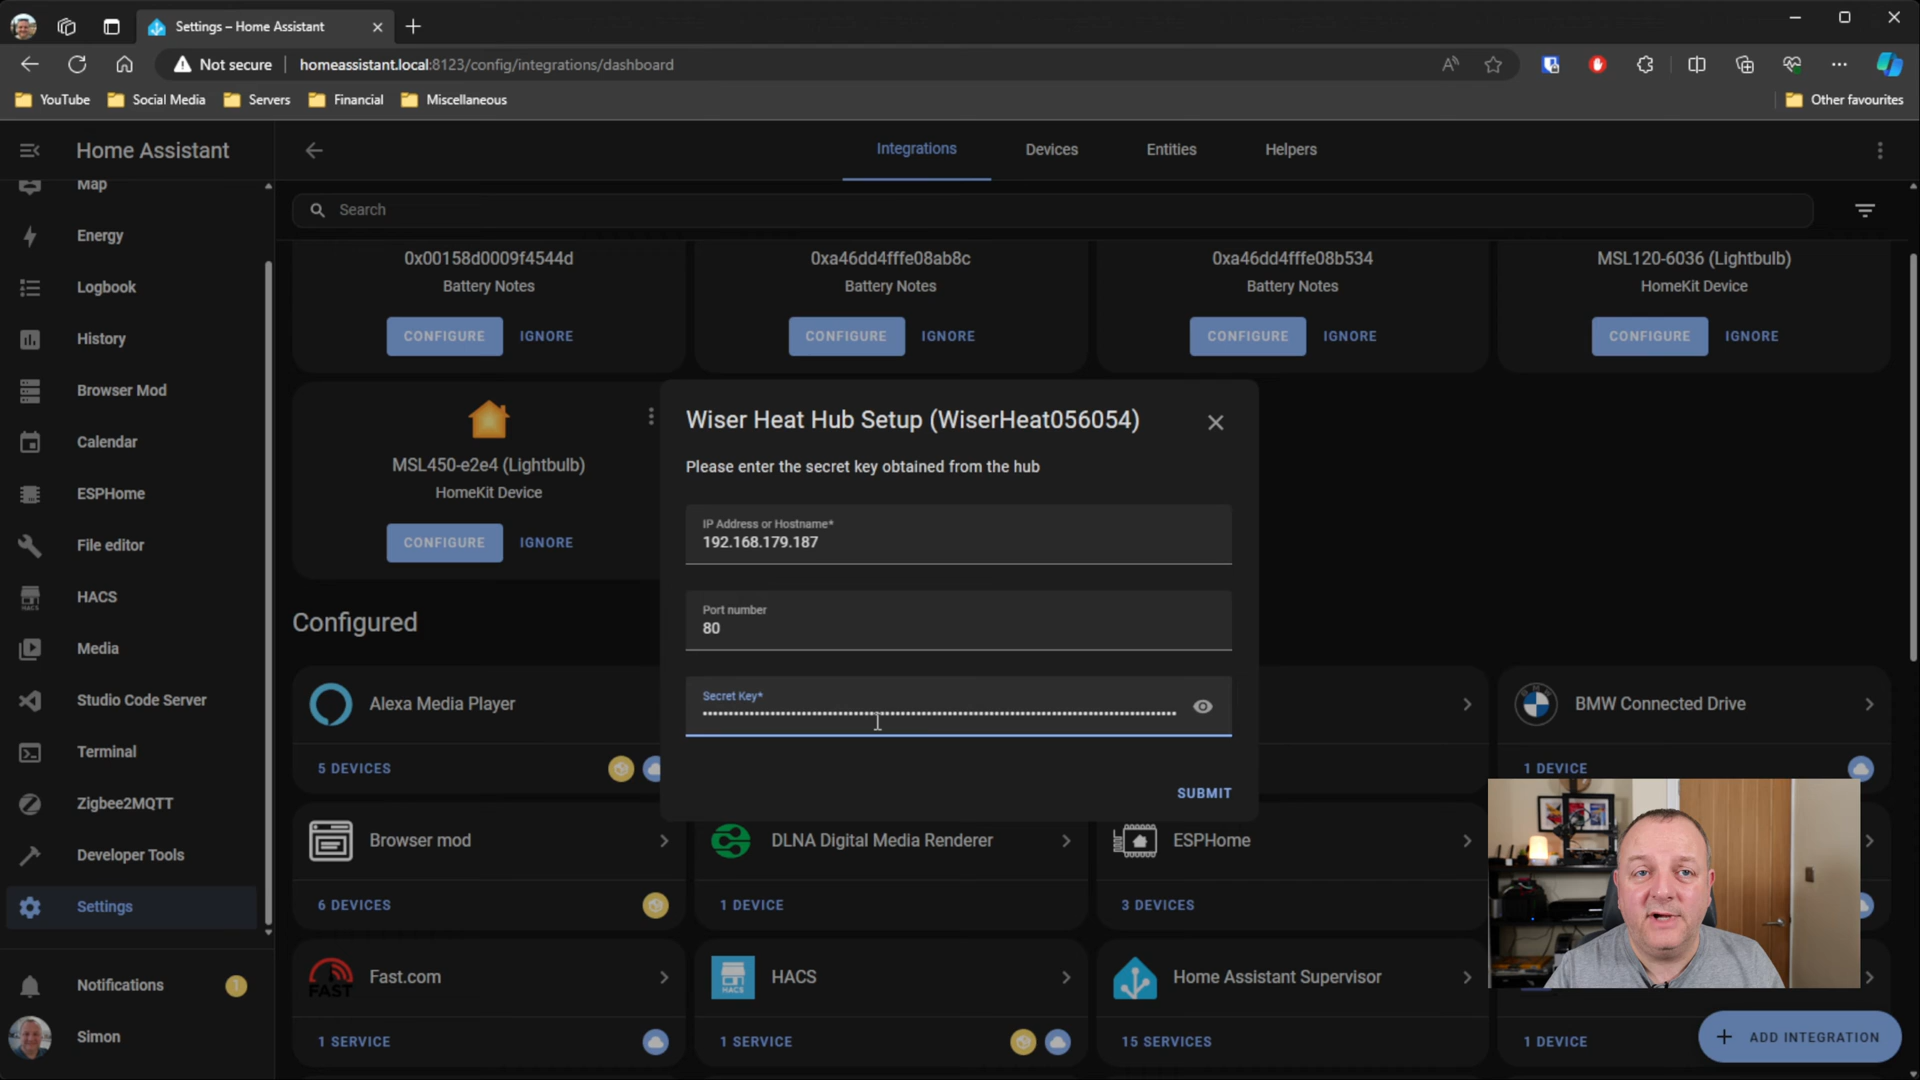 Settings – Home Assistant
Not secure
homeassistant.local:8123/config/integrations/dashboard
YouTube
Social Media
Servers
Financial
Miscellaneous
Other favourites
Home Assistant
Integrations
Devices
Entities
Helpers
Map
Energy
Logbook
History
Browser Mod
Calendar
ESPHome
File editor
HACS
Media
Studio Code Server
Terminal
Zigbee2MQTT
Developer Tools
Settings
Notifications
1
Simon
Search
0x00158d0009f4544d
Battery Notes
CONFIGURE
IGNORE
0xa46dd4fffe08ab8c
Battery Notes
CONFIGURE
IGNORE
0xa46dd4fffe08b534
Battery Notes
CONFIGURE
IGNORE
MSL120-6036 (Lightbulb)
HomeKit Device
CONFIGURE
IGNORE
MSL450-e2e4 (Lightbulb)
HomeKit Device
CONFIGURE
IGNORE
Wiser Heat Hub Setup (WiserHeat056054)
Please enter the secret key obtained from the hub
IP Address or Hostname*
192.168.179.187
Port number
80
Secret Key*
SUBMIT
Configured
Alexa Media Player
5 DEVICES
BMW Connected Drive
1 DEVICE
Browser mod
6 DEVICES
DLNA Digital Media Renderer
1 DEVICE
ESPHome
3 DEVICES
FAST
Fast.com
1 SERVICE
HACS
HACS
1 SERVICE
Home Assistant Supervisor
15 SERVICES
1 DEVICE
ADD INTEGRATION